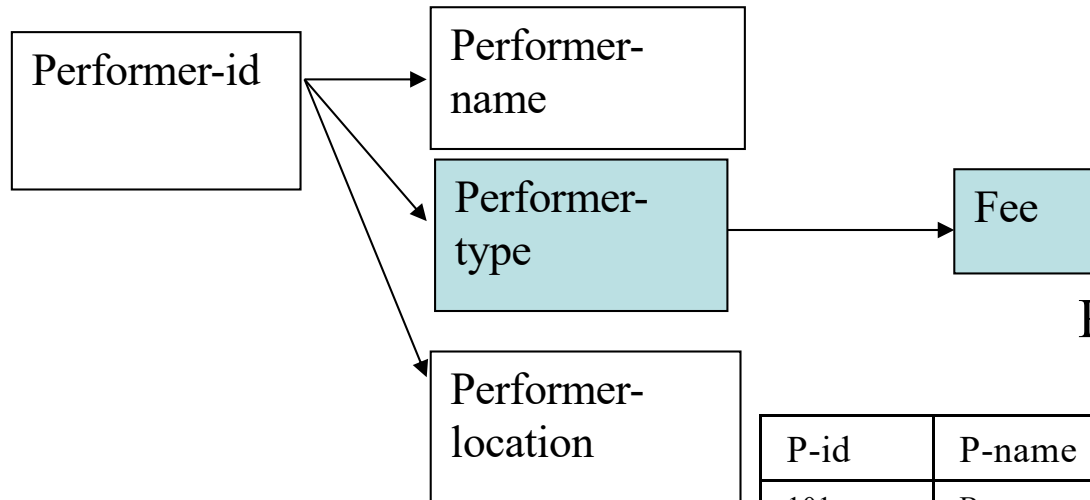 Performer-id
Performer-
name
Performer-
type
Fee
Performer-
location
P-id P-name